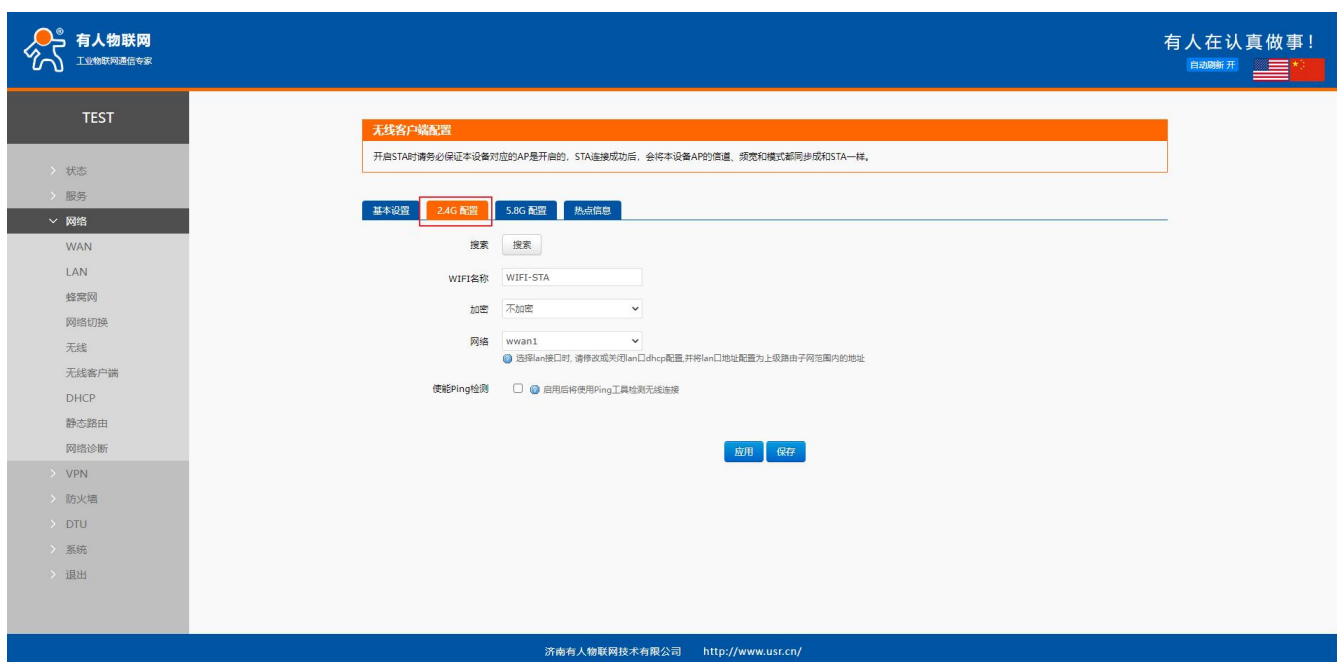 有人物联网
工业物联网通信专家
有人在认真做事!
自动刷新 开
TEST
状态
服务
网络
WAN
LAN
蜂窝网
网络切换
无线
无线客户端
DHCP
静态路由
网络诊断
VPN
防火墙
DTU
系统
退出
无线客户端配置
开启STA时请务必保证本设备对应的AP是开启的, STA连接成功后, 会将本设备AP的信道、频宽和模式都同步成和STA一样。
基本设置 2.4G 配置 5.8G 配置 热点信息
搜索 搜索
WIFI名称 WIFI-STA
加密 不加密
网络 wwan1
选择lan接口时, 请修改或关闭lan口dhcp配置,并将lan口地址配置为上级路由子网范围内的地址
使能Ping检测 启用后将使用Ping工具检测无线连接
应用 保存
济南有人物联网技术有限公司 http://www.usr.cn/